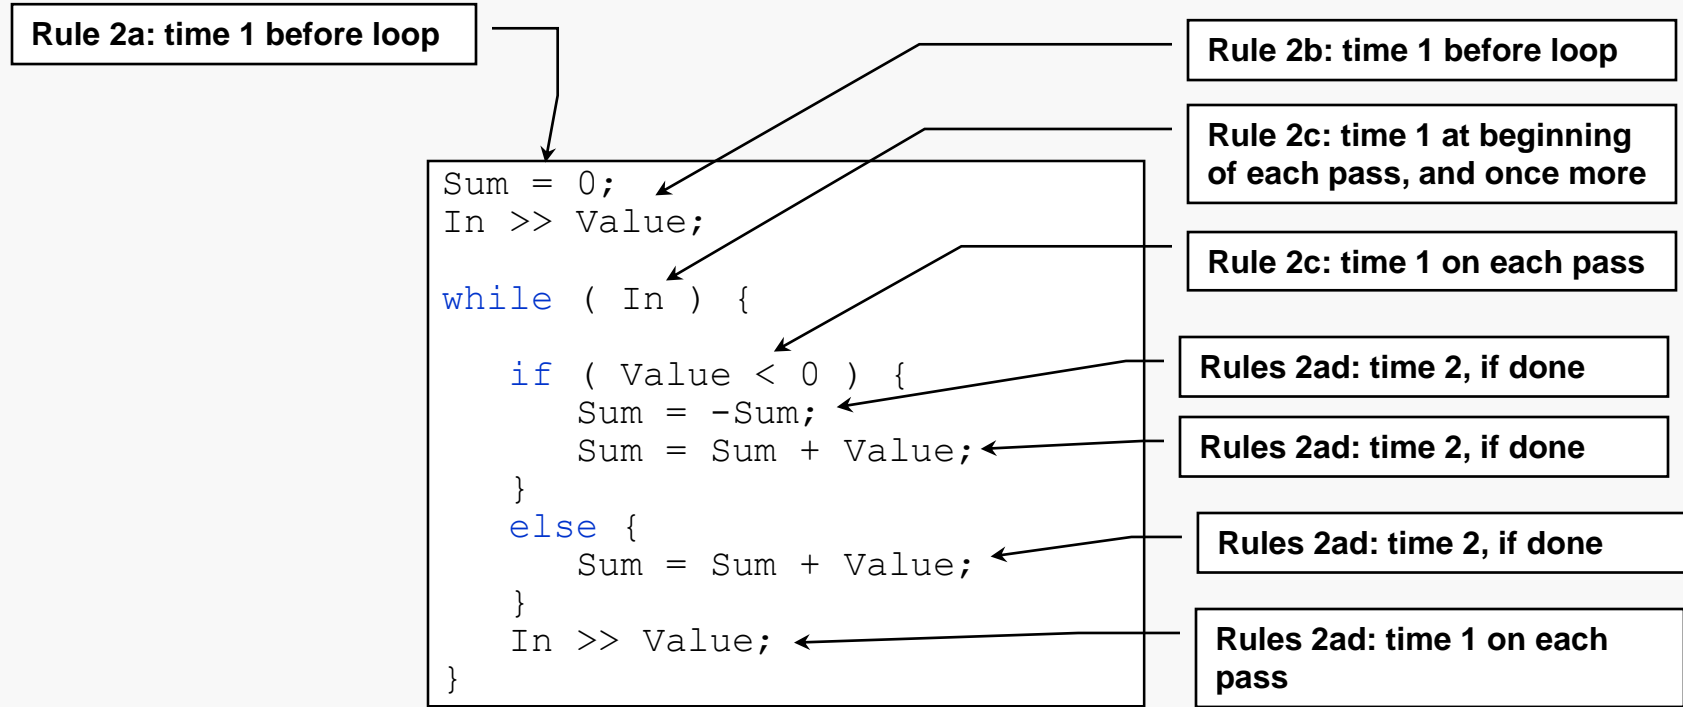 Rule 2a: time 1 before loop
Rule 2b: time 1 before loop
Rule 2c: time 1 at beginning
of each pass, and once more
Rule 2c: time 1 on each pass
Rules 2ad: time 2, if done
Rules 2ad: time 2, if done
Rules 2ad: time 2, if done
Rules 2ad: time 1 on each
pass
Sum = 0;
In >> Value;
while ( In ) {
if ( Value < 0 ) {
Sum = -Sum;
Sum = Sum + Value;
}
else {
Sum = Sum + Value;
}
In >> Value;
}